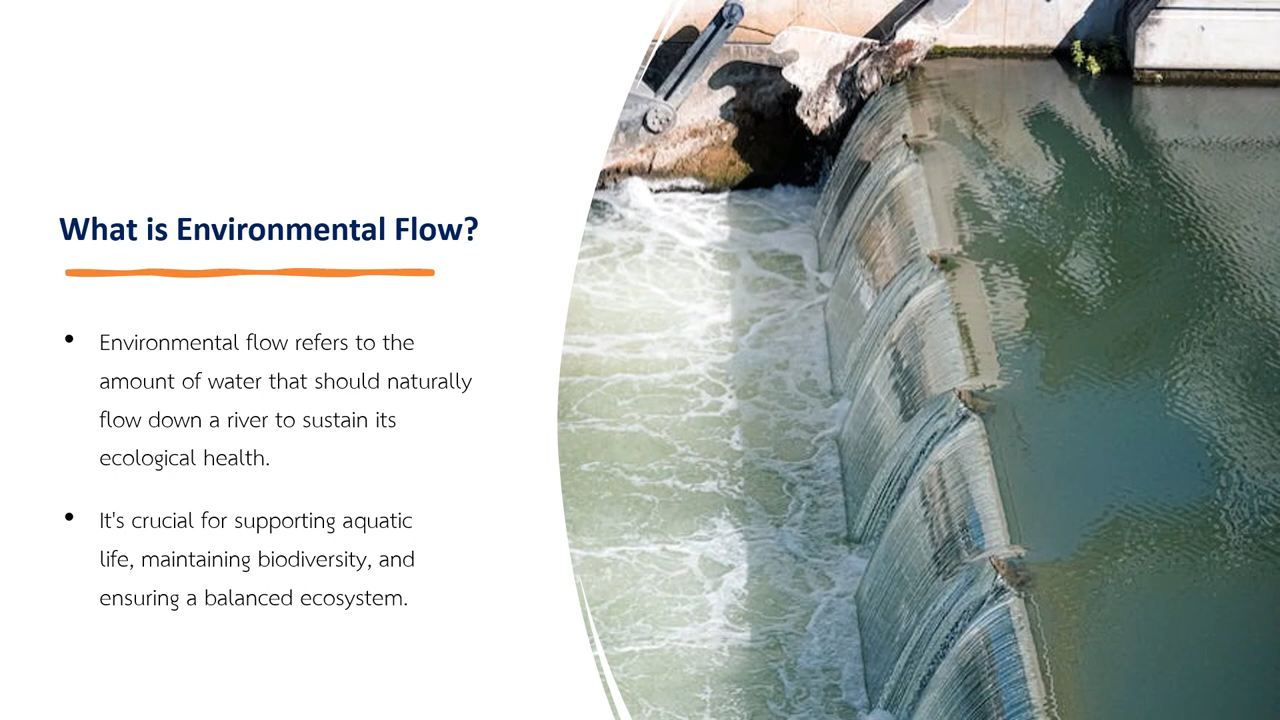 What is Environmental Flow?
• Environmental flow refers to the
amount of water that should naturally
flow down a river to sustain its
ecological health.
• It's crucial for supporting aquatic
life, maintaining biodiversity, and
ensuring a balanced ecosystem.